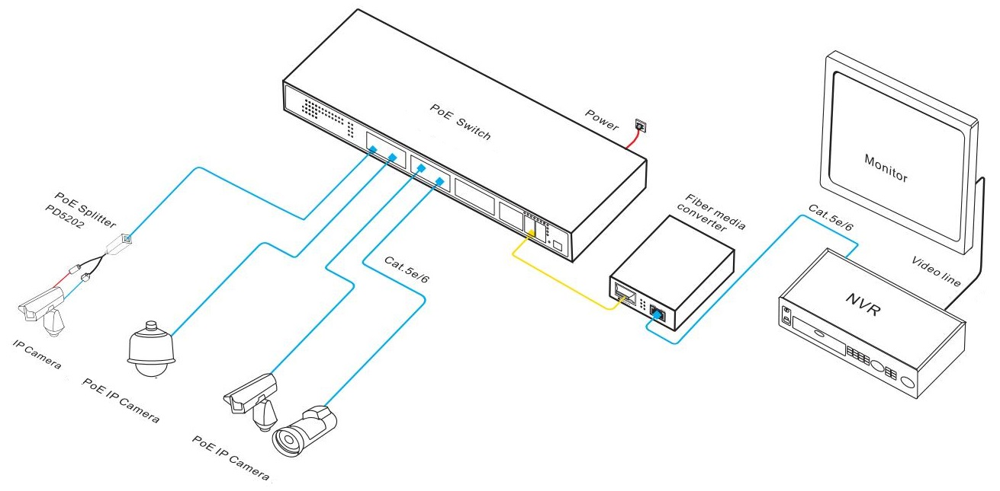 PoE Switch
Power
Monitor
PoE Splitter
PD5202
Fiber media
converter
Cat.5e/6
Video line
Cat.5e/6
NVR
IP Camera
PoE IP Camera
PoE IP Camera